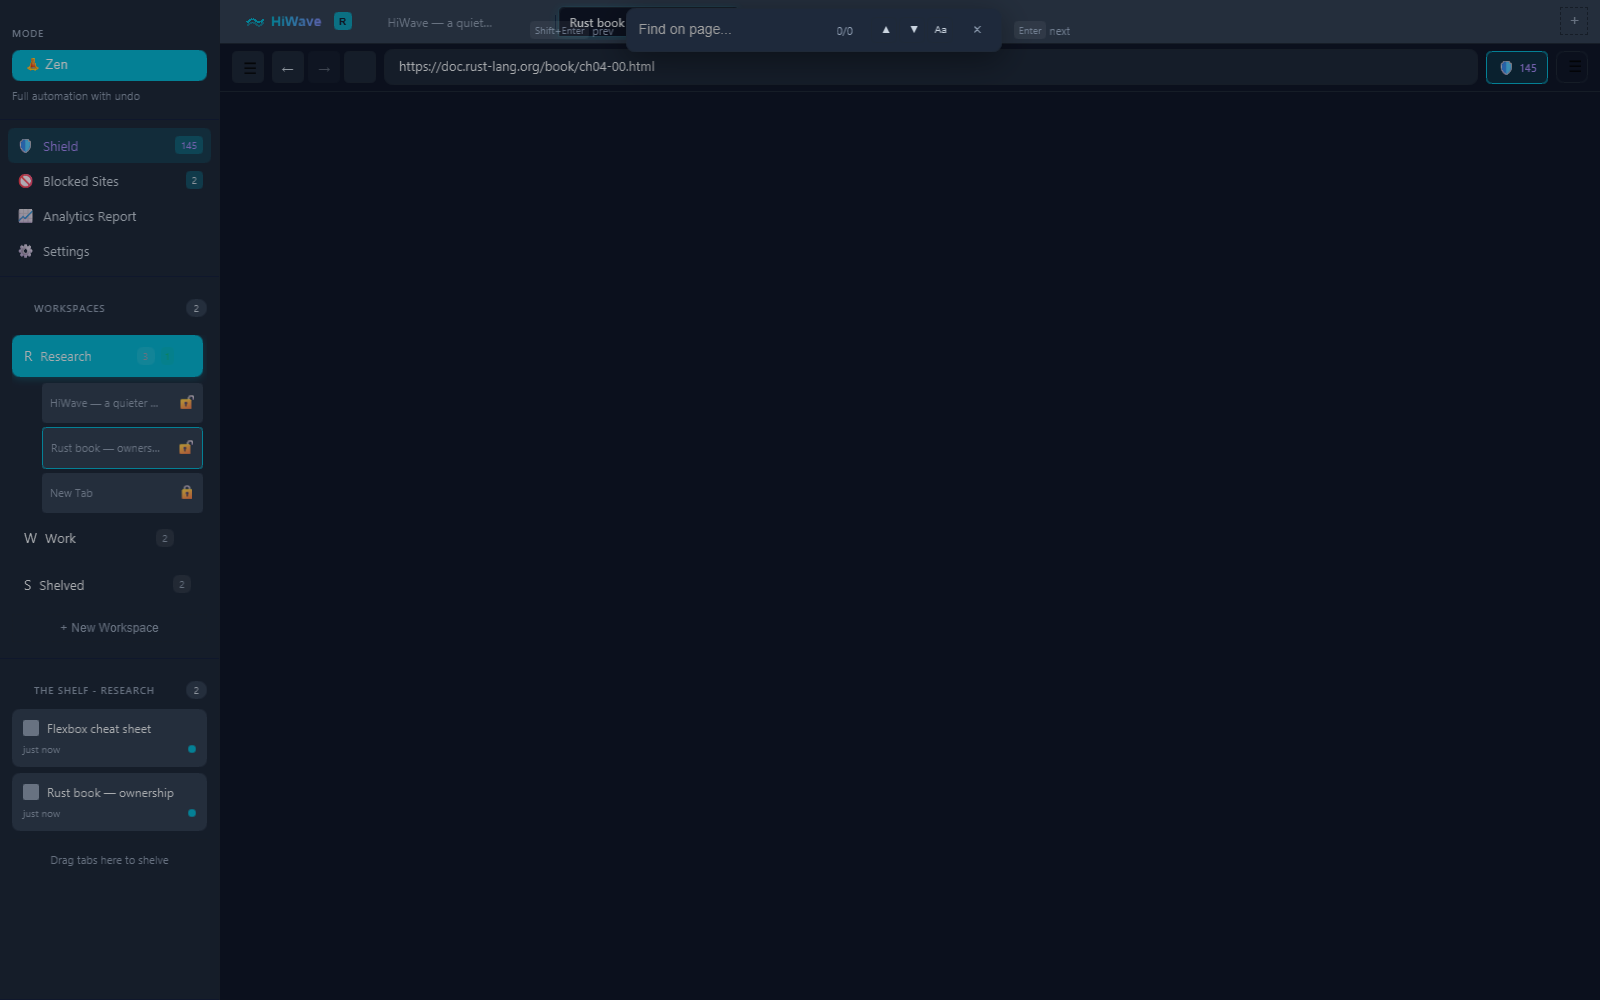 MODE
Zen
Full automation with undo
Shield 145
Blocked Sites 2
Analytics Report
Settings
WORKSPACES 2
R Research 3
HiWave — a quieter ...
Rust book — owners...
New Tab
W Work 2
S Shelved 2
+ New Workspace
THE SHELF - RESEARCH 2
Flexbox cheat sheet
just now
Rust book — ownership
just now
Drag tabs here to shelve
HiWave R
HiWave — a quiet...
Rust book
Shift+Enter prev
Find on page...
0/0
Aa
Enter next
https://doc.rust-lang.org/book/ch04-00.html
145